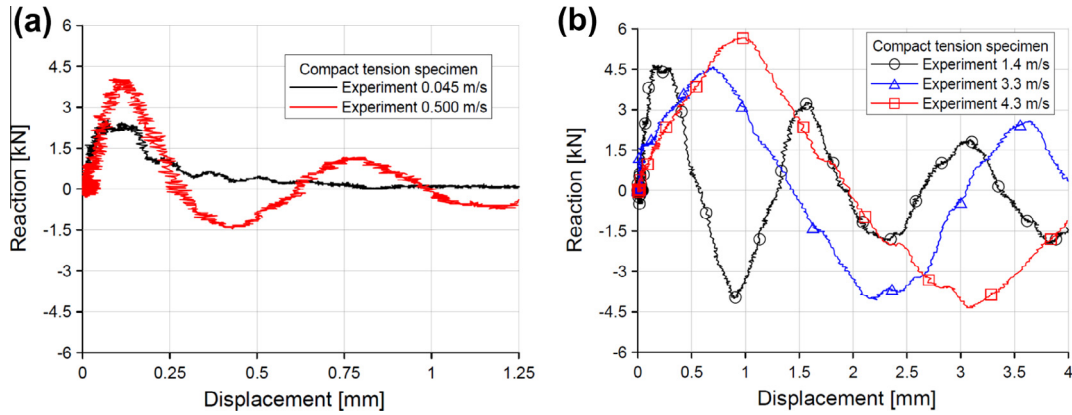 (a)
Reaction [kN]
6
4.5
3
1.5
0
-1.5
-3
-4.5
-6
Compact tension specimen
Experiment 0.045 m/s
Experiment 0.500 m/s
0 0.25 0.5 0.75 1 1.25
Displacement [mm]
(b)
Reaction [kN]
6
4.5
3
1.5
0
-1.5
-3
-4.5
-6
Compact tension specimen
Experiment 1.4 m/s
Experiment 3.3 m/s
Experiment 4.3 m/s
0 0.5 1 1.5 2 2.5 3 3.5 4
Displacement [mm]